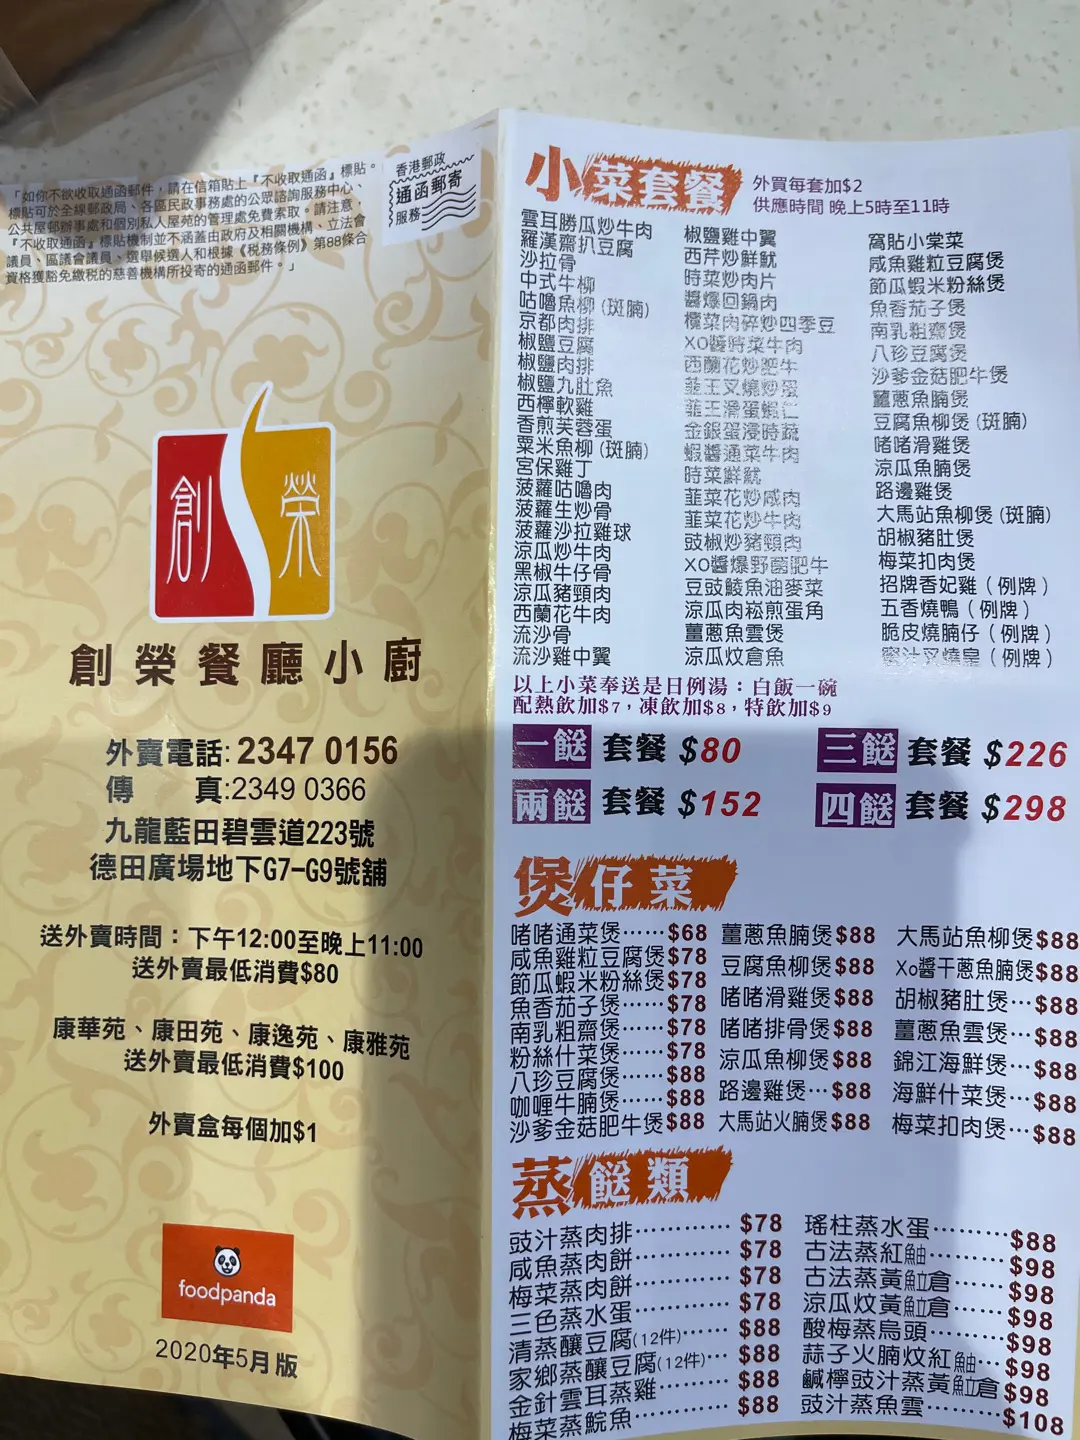 「如你不欲收取通函郵件，請在信箱貼上『不收取通函』標貼。
標貼可於全線郵政局、各區民政事務處的公眾諮詢服務中心、
公共屋邨辦事處和個別私人屋苑的管理處免費索取。請注意，
『不收取通函』標貼機制並不涵蓋由政府及相關機構、立法會
議員、區議會議員、選舉候選人和根據《稅務條例》第88條合
資格獲豁免繳稅的慈善機構所投寄的通函郵件。」
香港郵政
通函郵寄
服務
創榮
創榮餐廳小廚
外賣電話: 2347 0156
傳 真:2349 0366
九龍藍田碧雲道223號
德田廣場地下G7-G9號舖
送外賣時間：下午12:00至晚上11:00
送外賣最低消費$80
康華苑、康田苑、康逸苑、康雅苑
送外賣最低消費$100
外賣盒每個加$1
foodpanda
2020年5月版
小菜套餐
外買每套加$2
供應時間 晚上5時至11時
雲耳勝瓜炒牛肉
羅漢齋扒豆腐
沙拉骨
中式牛柳
咕嚕魚柳 (斑腩)
京都肉排
椒鹽豆腐
椒鹽肉排
椒鹽九肚魚
西檸軟雞
香煎芙蓉蛋
粟米魚柳 (斑腩)
宮保雞丁
菠蘿咕嚕肉
菠蘿生炒骨
菠蘿沙拉雞球
涼瓜炒牛肉
黑椒牛仔骨
涼瓜豬頸肉
西蘭花牛肉
流沙骨
流沙雞中翼
椒鹽雞中翼
西芹炒鮮魷
時菜炒肉片
醬爆回鍋肉
欖菜肉碎炒四季豆
XO醬時菜牛肉
西蘭花炒肥牛
韮王叉燒炒蛋
韮王滑蛋蝦仁
金銀蛋浸時蔬
蝦醬通菜牛肉
時菜鮮魷
韮菜花炒咸肉
韮菜花炒牛肉
豉椒炒豬頸肉
XO醬爆野菌肥牛
豆豉鯪魚油麥菜
涼瓜肉崧煎蛋角
薑蔥魚雲煲
涼瓜炆倉魚
窩貼小棠菜
咸魚雞粒豆腐煲
節瓜蝦米粉絲煲
魚香茄子煲
南乳粗齋煲
八珍豆腐煲
沙爹金菇肥牛煲
薑蔥魚腩煲
豆腐魚柳煲 (斑腩)
啫啫滑雞煲
涼瓜魚腩煲
路邊雞煲
大馬站魚柳煲 (斑腩)
胡椒豬肚煲
梅菜扣肉煲
招牌香妃雞（例牌）
五香燒鴨（例牌）
脆皮燒腩仔（例牌）
蜜汁叉燒皇（例牌）
以上小菜奉送是日例湯：白飯一碗
配熱飲加$7，凍飲加$8，特飲加$9
一餸 套餐 $80
三餸 套餐 $226
兩餸 套餐 $152
四餸 套餐 $298
煲仔菜
啫啫通菜煲……$68
咸魚雞粒豆腐煲$78
節瓜蝦米粉絲煲$78
魚香茄子煲……$78
南乳粗齋煲……$78
粉絲什菜煲……$78
八珍豆腐煲……$88
咖喱牛腩煲……$88
沙爹金菇肥牛煲$88
薑蔥魚腩煲$88
豆腐魚柳煲$88
啫啫滑雞煲$88
啫啫排骨煲$88
涼瓜魚柳煲$88
路邊雞煲…$88
大馬站火腩煲$88
大馬站魚柳煲$88
Xo醬干蔥魚腩煲$88
胡椒豬肚煲…$88
薑蔥魚雲煲…$88
錦江海鮮煲…$88
海鮮什菜煲…$88
梅菜扣肉煲…$88
蒸餸類
豉汁蒸肉排………… $78
咸魚蒸肉餅………… $78
梅菜蒸肉餅………… $78
三色蒸水蛋………… $78
清蒸釀豆腐(12件)…… $88
家鄉蒸釀豆腐(12件)… $88
金針雲耳蒸雞……… $88
梅菜蒸鯇魚………… $88
瑤柱蒸水蛋………$88
古法蒸紅鮋………$98
古法蒸黃䱽鯧……$98
涼瓜炆黃䱽鯧……$98
酸梅蒸烏頭………$98
蒜子火腩炆紅鮋…$98
鹹檸豉汁蒸黃䱽鯧$98
豉汁蒸魚雲………$108